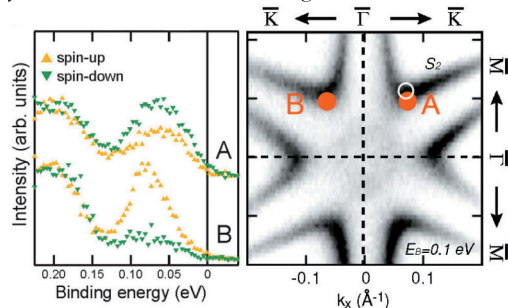 K̅ Γ̅ K̅
spin-up
spin-down
Intensity (arb. units)
A
B
0.20 0.15 0.10 0.05 0
Binding energy (eV)
S₂
B A
M̅
Γ̅
M̅
E_B=0.1 eV
-0.1 0 0.1
kₓ (Å⁻¹)